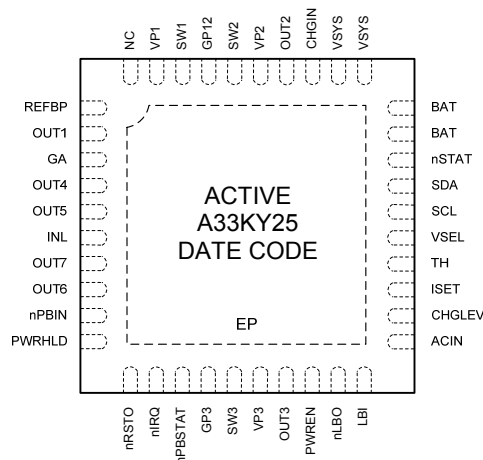 NC
VP1
SW1
GP12
SW2
VP2
OUT2
CHGIN
VSYS
VSYS
REFBP
OUT1
GA
OUT4
OUT5
INL
OUT7
OUT6
nPBIN
PWRHLD
ACTIVE
A33KY25
DATE CODE
EP
BAT
BAT
nSTAT
SDA
SCL
VSEL
TH
ISET
CHGLEV
ACIN
nRSTO
nIRQ
nPBSTAT
GP3
SW3
VP3
OUT3
PWREN
nLBO
LBI